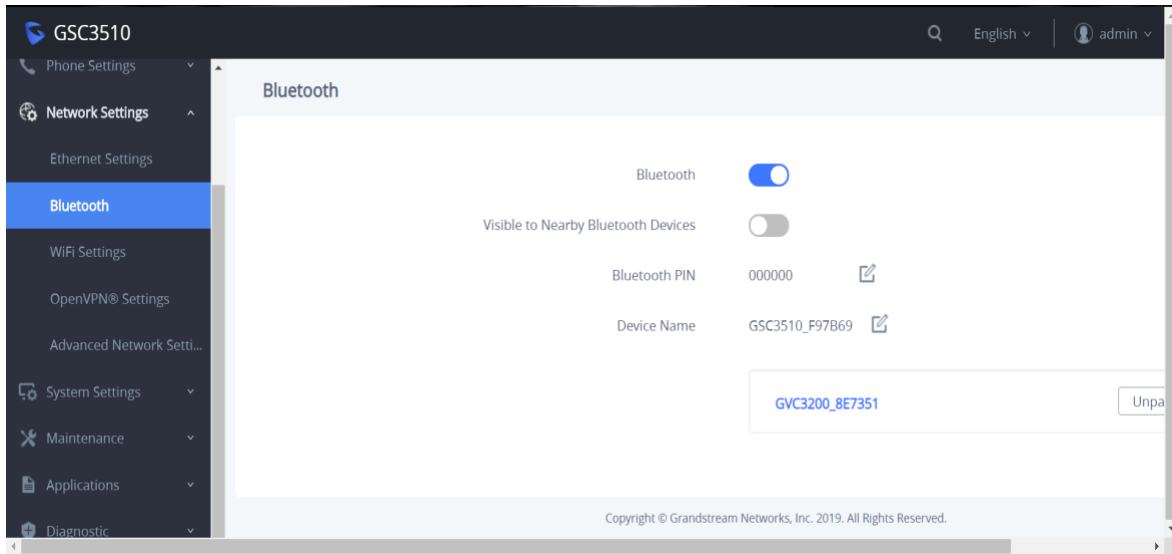 GSC3510
English
admin
Phone Settings
Network Settings
Ethernet Settings
Bluetooth
WiFi Settings
OpenVPN® Settings
Advanced Network Setti...
System Settings
Maintenance
Applications
Diagnostic
Bluetooth
Bluetooth
Visible to Nearby Bluetooth Devices
Bluetooth PIN 000000
Device Name GSC3510_F97B69
GVC3200_8E7351 Unpa
Copyright © Grandstream Networks, Inc. 2019. All Rights Reserved.